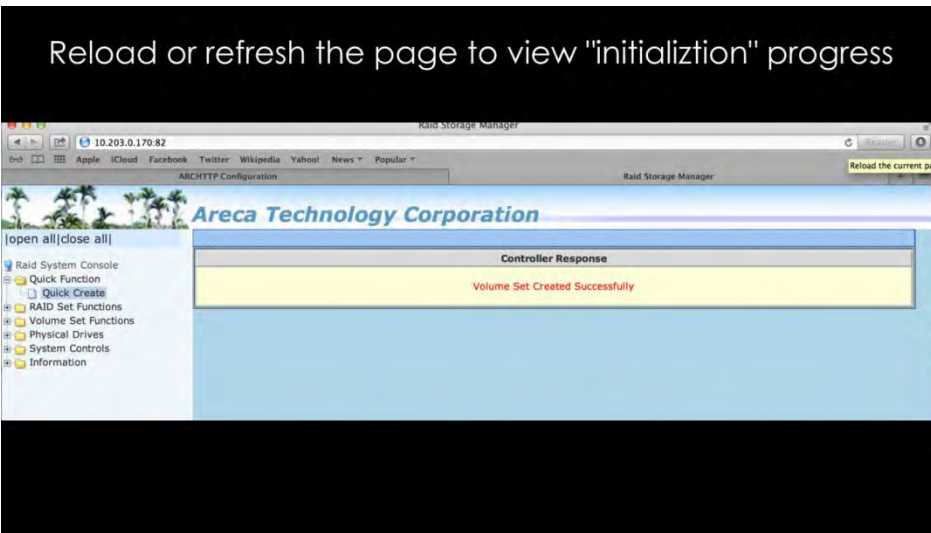 Reload or refresh the page to view "initializtion" progress
Raid Storage Manager
10.203.0.170:82
Reader
Apple iCloud Facebook Twitter Wikipedia Yahoo! News Popular
Reload the current pa
ARCHTTP Configuration
Raid Storage Manager
Areca Technology Corporation
|open all|close all|
Raid System Console
Quick Function
Quick Create
RAID Set Functions
Volume Set Functions
Physical Drives
System Controls
Information
Controller Response
Volume Set Created Successfully